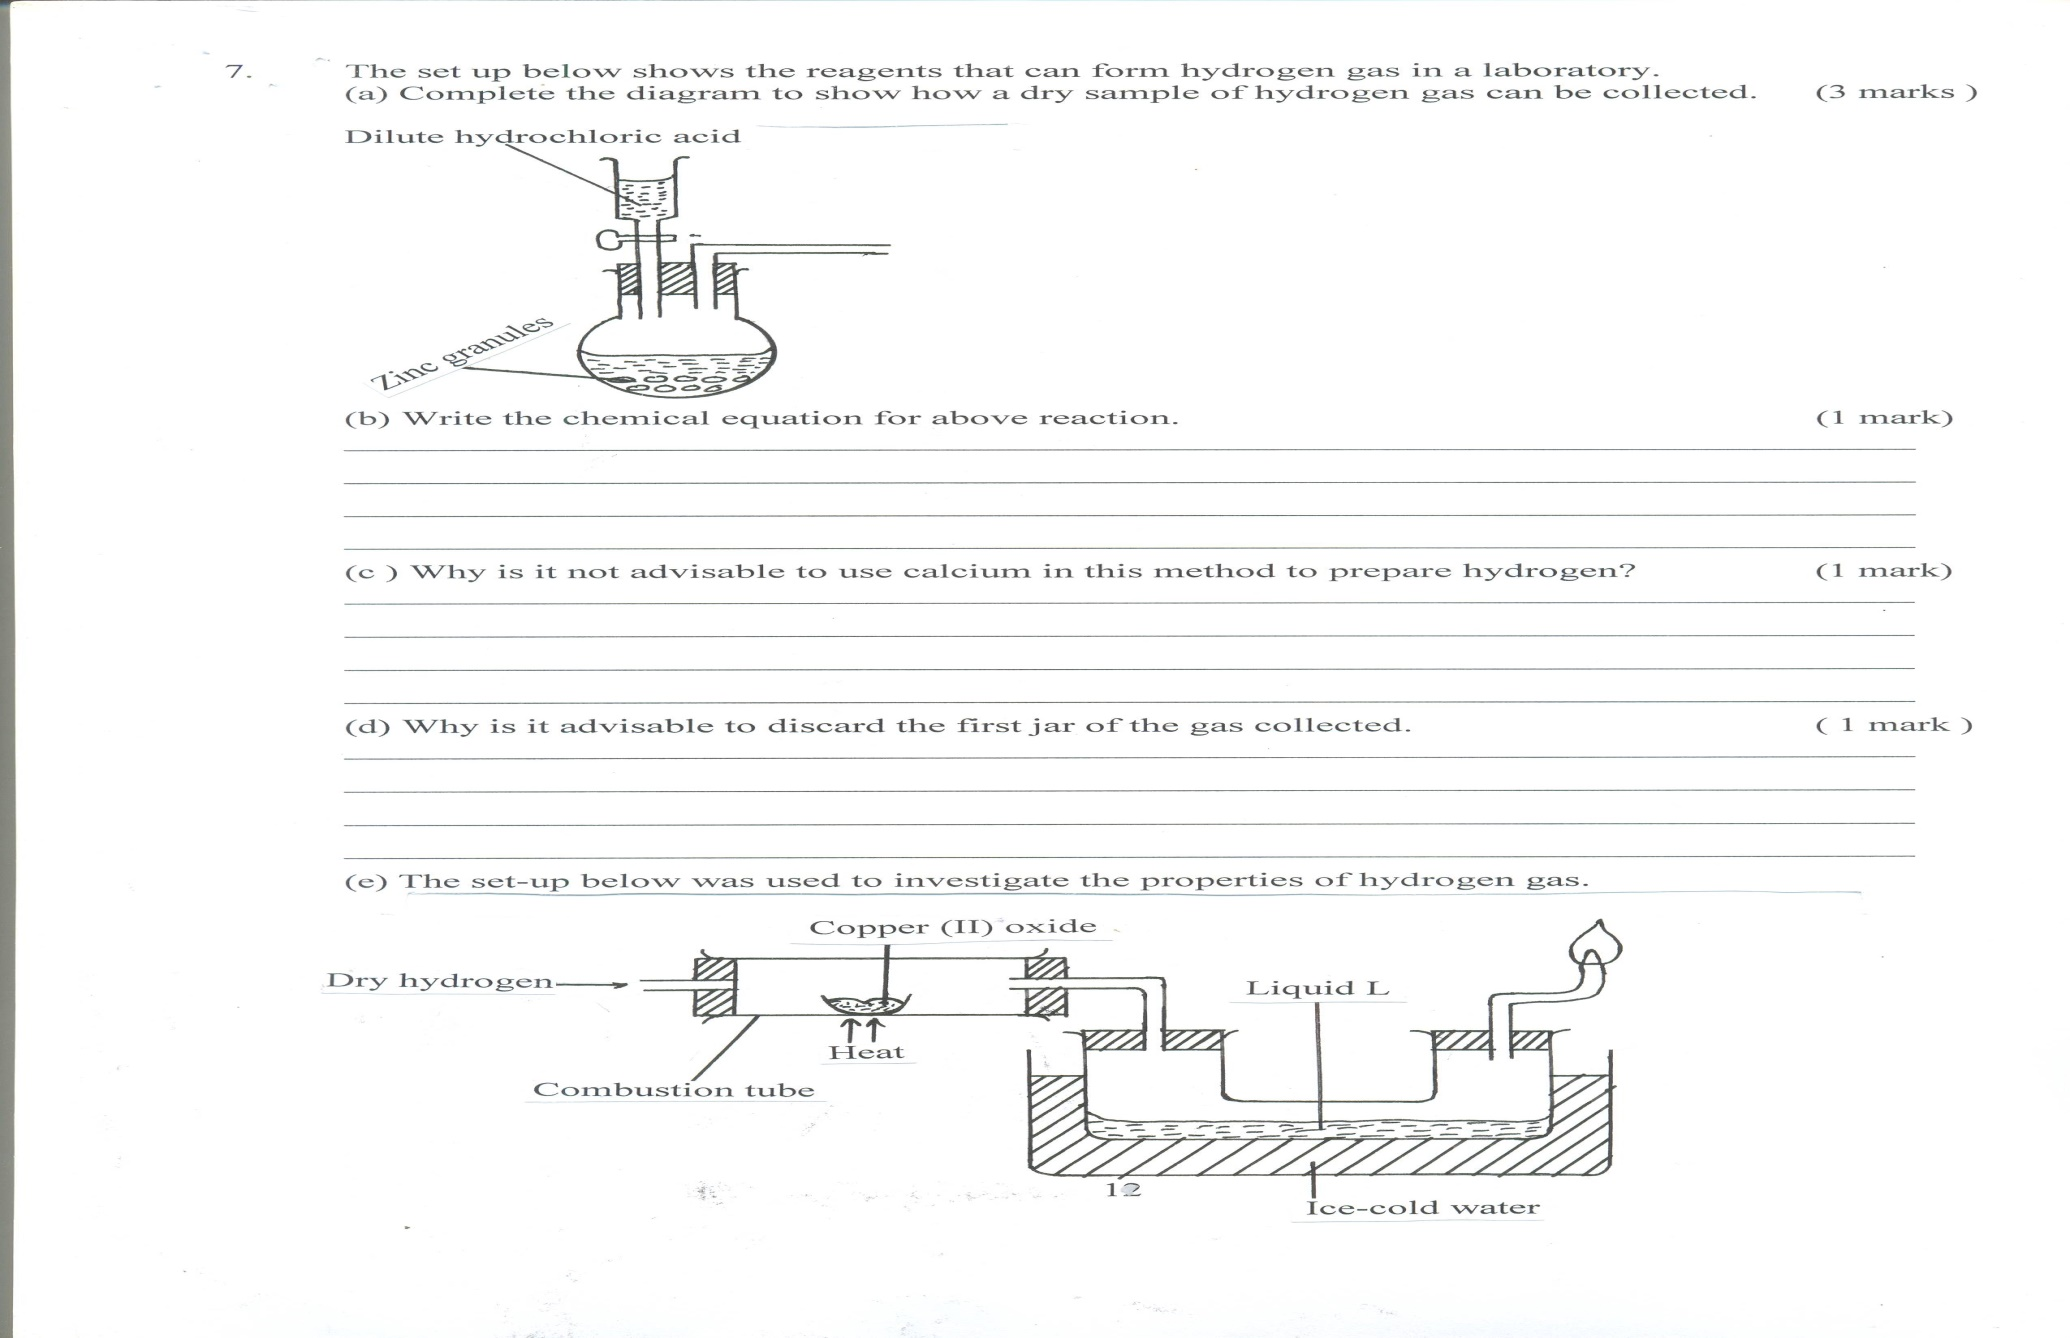 7. The set up below shows the reagents that can form hydrogen gas in a laboratory.
(a) Complete the diagram to show how a dry sample of hydrogen gas can be collected. (3 marks )
Dilute hydrochloric acid
Zinc granules
(b) Write the chemical equation for above reaction. (1 mark)
(c ) Why is it not advisable to use calcium in this method to prepare hydrogen? (1 mark)
(d) Why is it advisable to discard the first jar of the gas collected. ( 1 mark )
(e) The set-up below was used to investigate the properties of hydrogen gas.
Copper (II) oxide
Dry hydrogen
Liquid L
Heat
Combustion tube
12
Ice-cold water